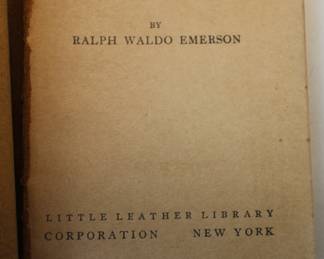 BY
RALPH WALDO EMERSON
LITTLE LEATHER LIBRARY
CORPORATION NEW YORK